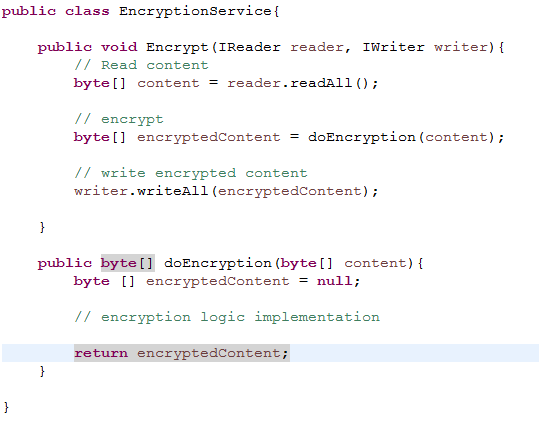 public class EncryptionService{
public void Encrypt(IReader reader, IWriter writer){
// Read content
byte[] content = reader.readAll();
// encrypt
byte[] encryptedContent = doEncryption(content);
// write encrypted content
writer.writeAll(encryptedContent);
}
public byte[] doEncryption(byte[] content){
byte [] encryptedContent = null;
// encryption logic implementation
return encryptedContent;
}
}